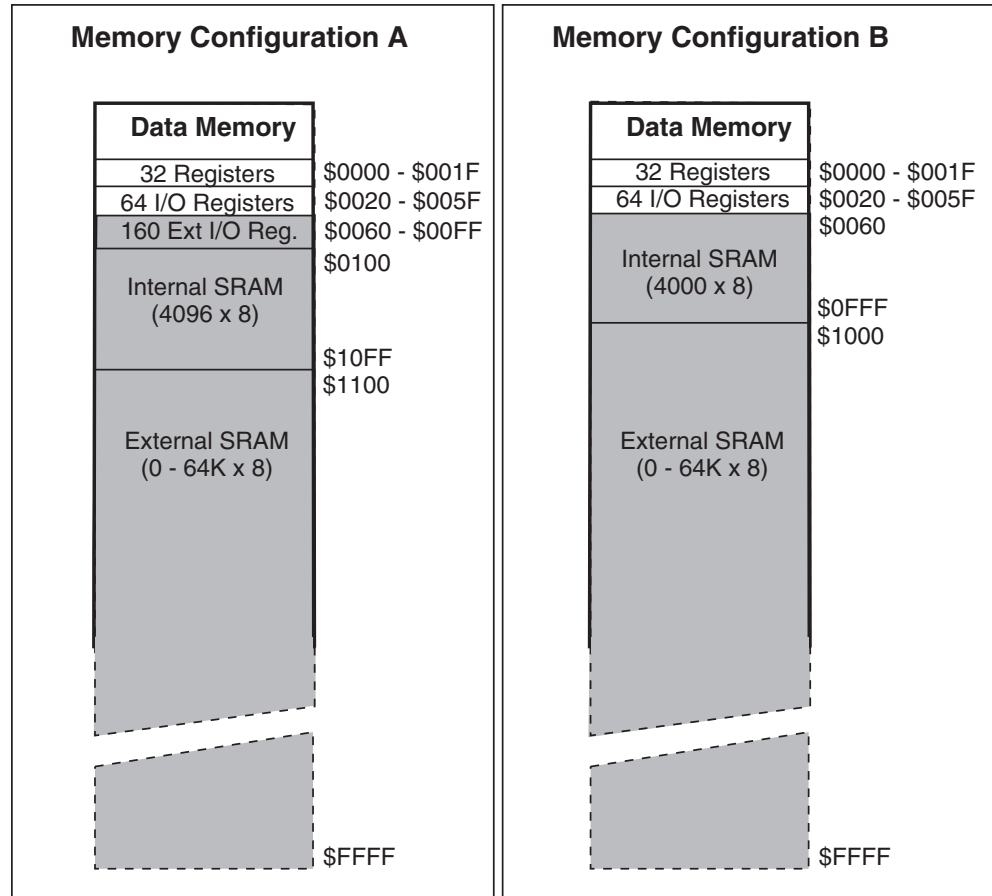 Memory Configuration A
Data Memory
32 Registers
$0000 - $001F
64 I/O Registers
$0020 - $005F
160 Ext I/O Reg.
$0060 - $00FF
$0100
Internal SRAM
(4096 x 8)
$10FF
$1100
External SRAM
(0 - 64K x 8)
$FFFF
Memory Configuration B
Data Memory
32 Registers
$0000 - $001F
64 I/O Registers
$0020 - $005F
$0060
Internal SRAM
(4000 x 8)
$0FFF
$1000
External SRAM
(0 - 64K x 8)
$FFFF